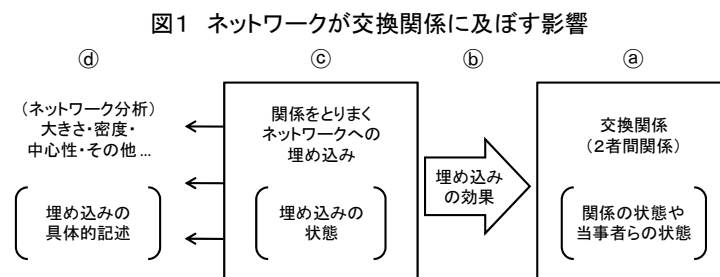 図1　ネットワークが交換関係に及ぼす影響
ⓓ
ⓒ
ⓑ
ⓐ
（ネットワーク分析）
大きさ・密度・
中心性・その他...
埋め込みの
具体的記述
関係をとりまく
ネットワークへの
埋め込み
埋め込みの
状態
埋め込み
の効果
交換関係
（2者間関係）
関係の状態や
当事者らの状態